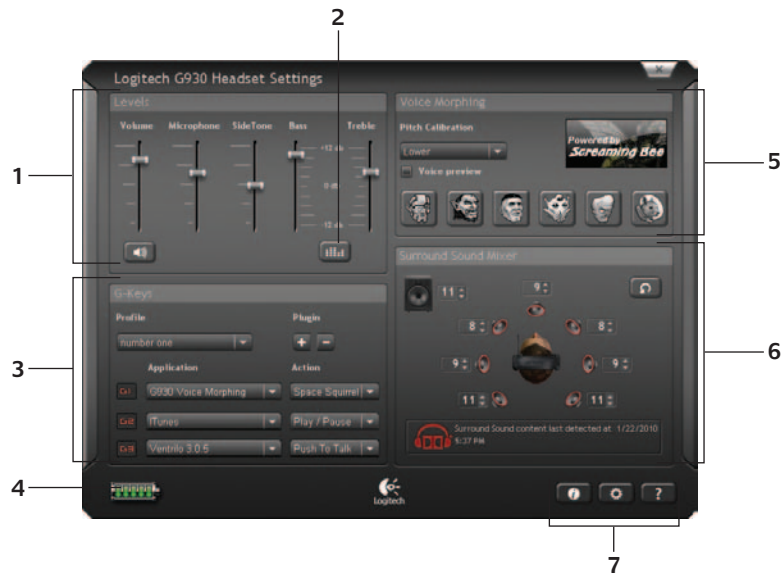 2
Logitech G930 Headset Settings
Levels
Volume Microphone SideTone Bass Treble
+12 db
0 db
-12 db
1
Voice Morphing
Pitch Calibration
Lower
Voice preview
Powered by
Screaming Bee
5
G-Keys
Profile Plugin
number one
+ -
Application Action
G930 Voice Morphing Space Squirrel
iTunes Play / Pause
Ventrilo 3.0.5 Push To Talk
3
Surround Sound Mixer
11 9
8 8
9 9
11 11
Surround Sound content last detected at 1/22/2010
5:37 PM
6
4
Logitech
i ?
7